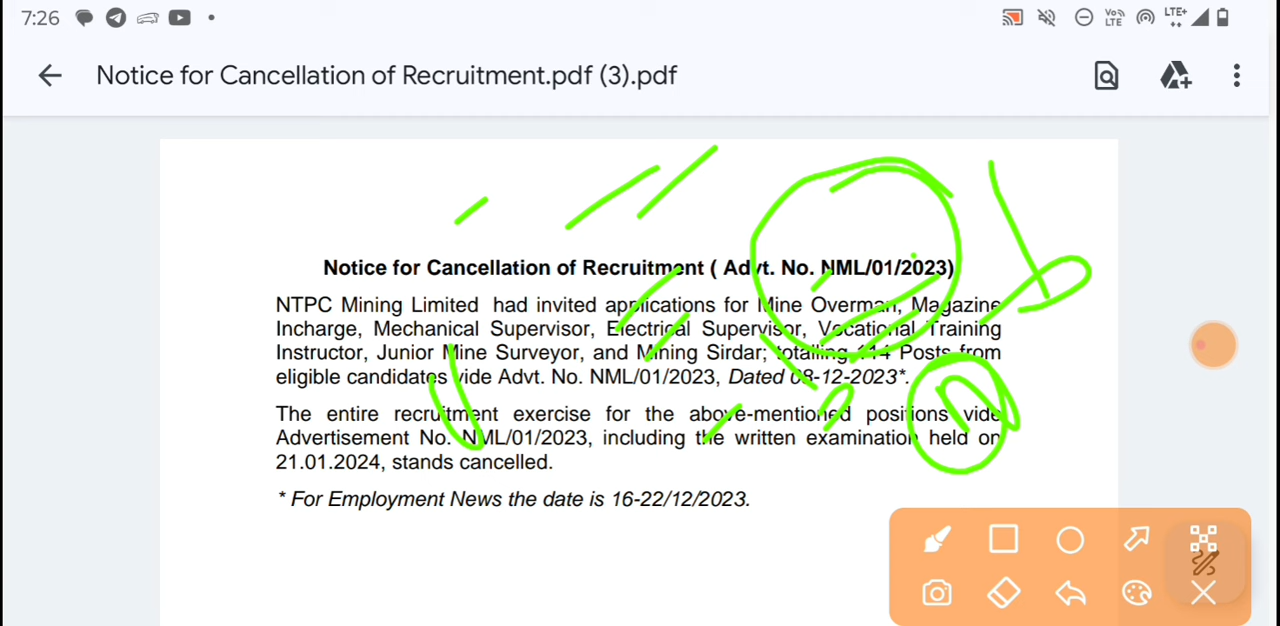 7:26
Vo)) LTE
LTE+
Notice for Cancellation of Recruitment.pdf (3).pdf
Notice for Cancellation of Recruitment ( Advt. No. NML/01/2023)
NTPC Mining Limited had invited applications for Mine Overman, Magazine
Incharge, Mechanical Supervisor, Electrical Supervisor, Vocational Training
Instructor, Junior Mine Surveyor, and Mining Sirdar; totalling 114 Posts from
eligible candidates vide Advt. No. NML/01/2023, Dated 08-12-2023*.
The entire recruitment exercise for the above-mentioned positions vide
Advertisement No. NML/01/2023, including the written examination held on
21.01.2024, stands cancelled.
* For Employment News the date is 16-22/12/2023.